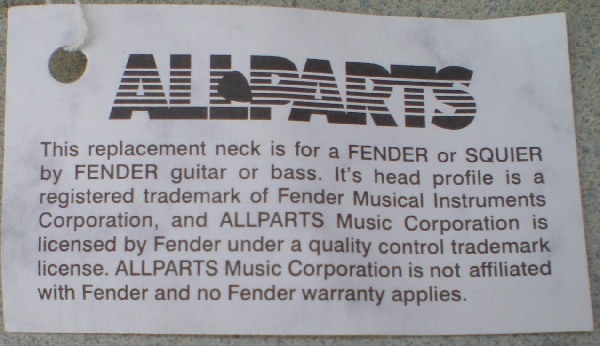 ALLPARTS
This replacement neck is for a FENDER or SQUIER
by FENDER guitar or bass. It's head profile is a
registered trademark of Fender Musical Instruments
Corporation, and ALLPARTS Music Corporation is
licensed by Fender under a quality control trademark
license. ALLPARTS Music Corporation is not affiliated
with Fender and no Fender warranty applies.